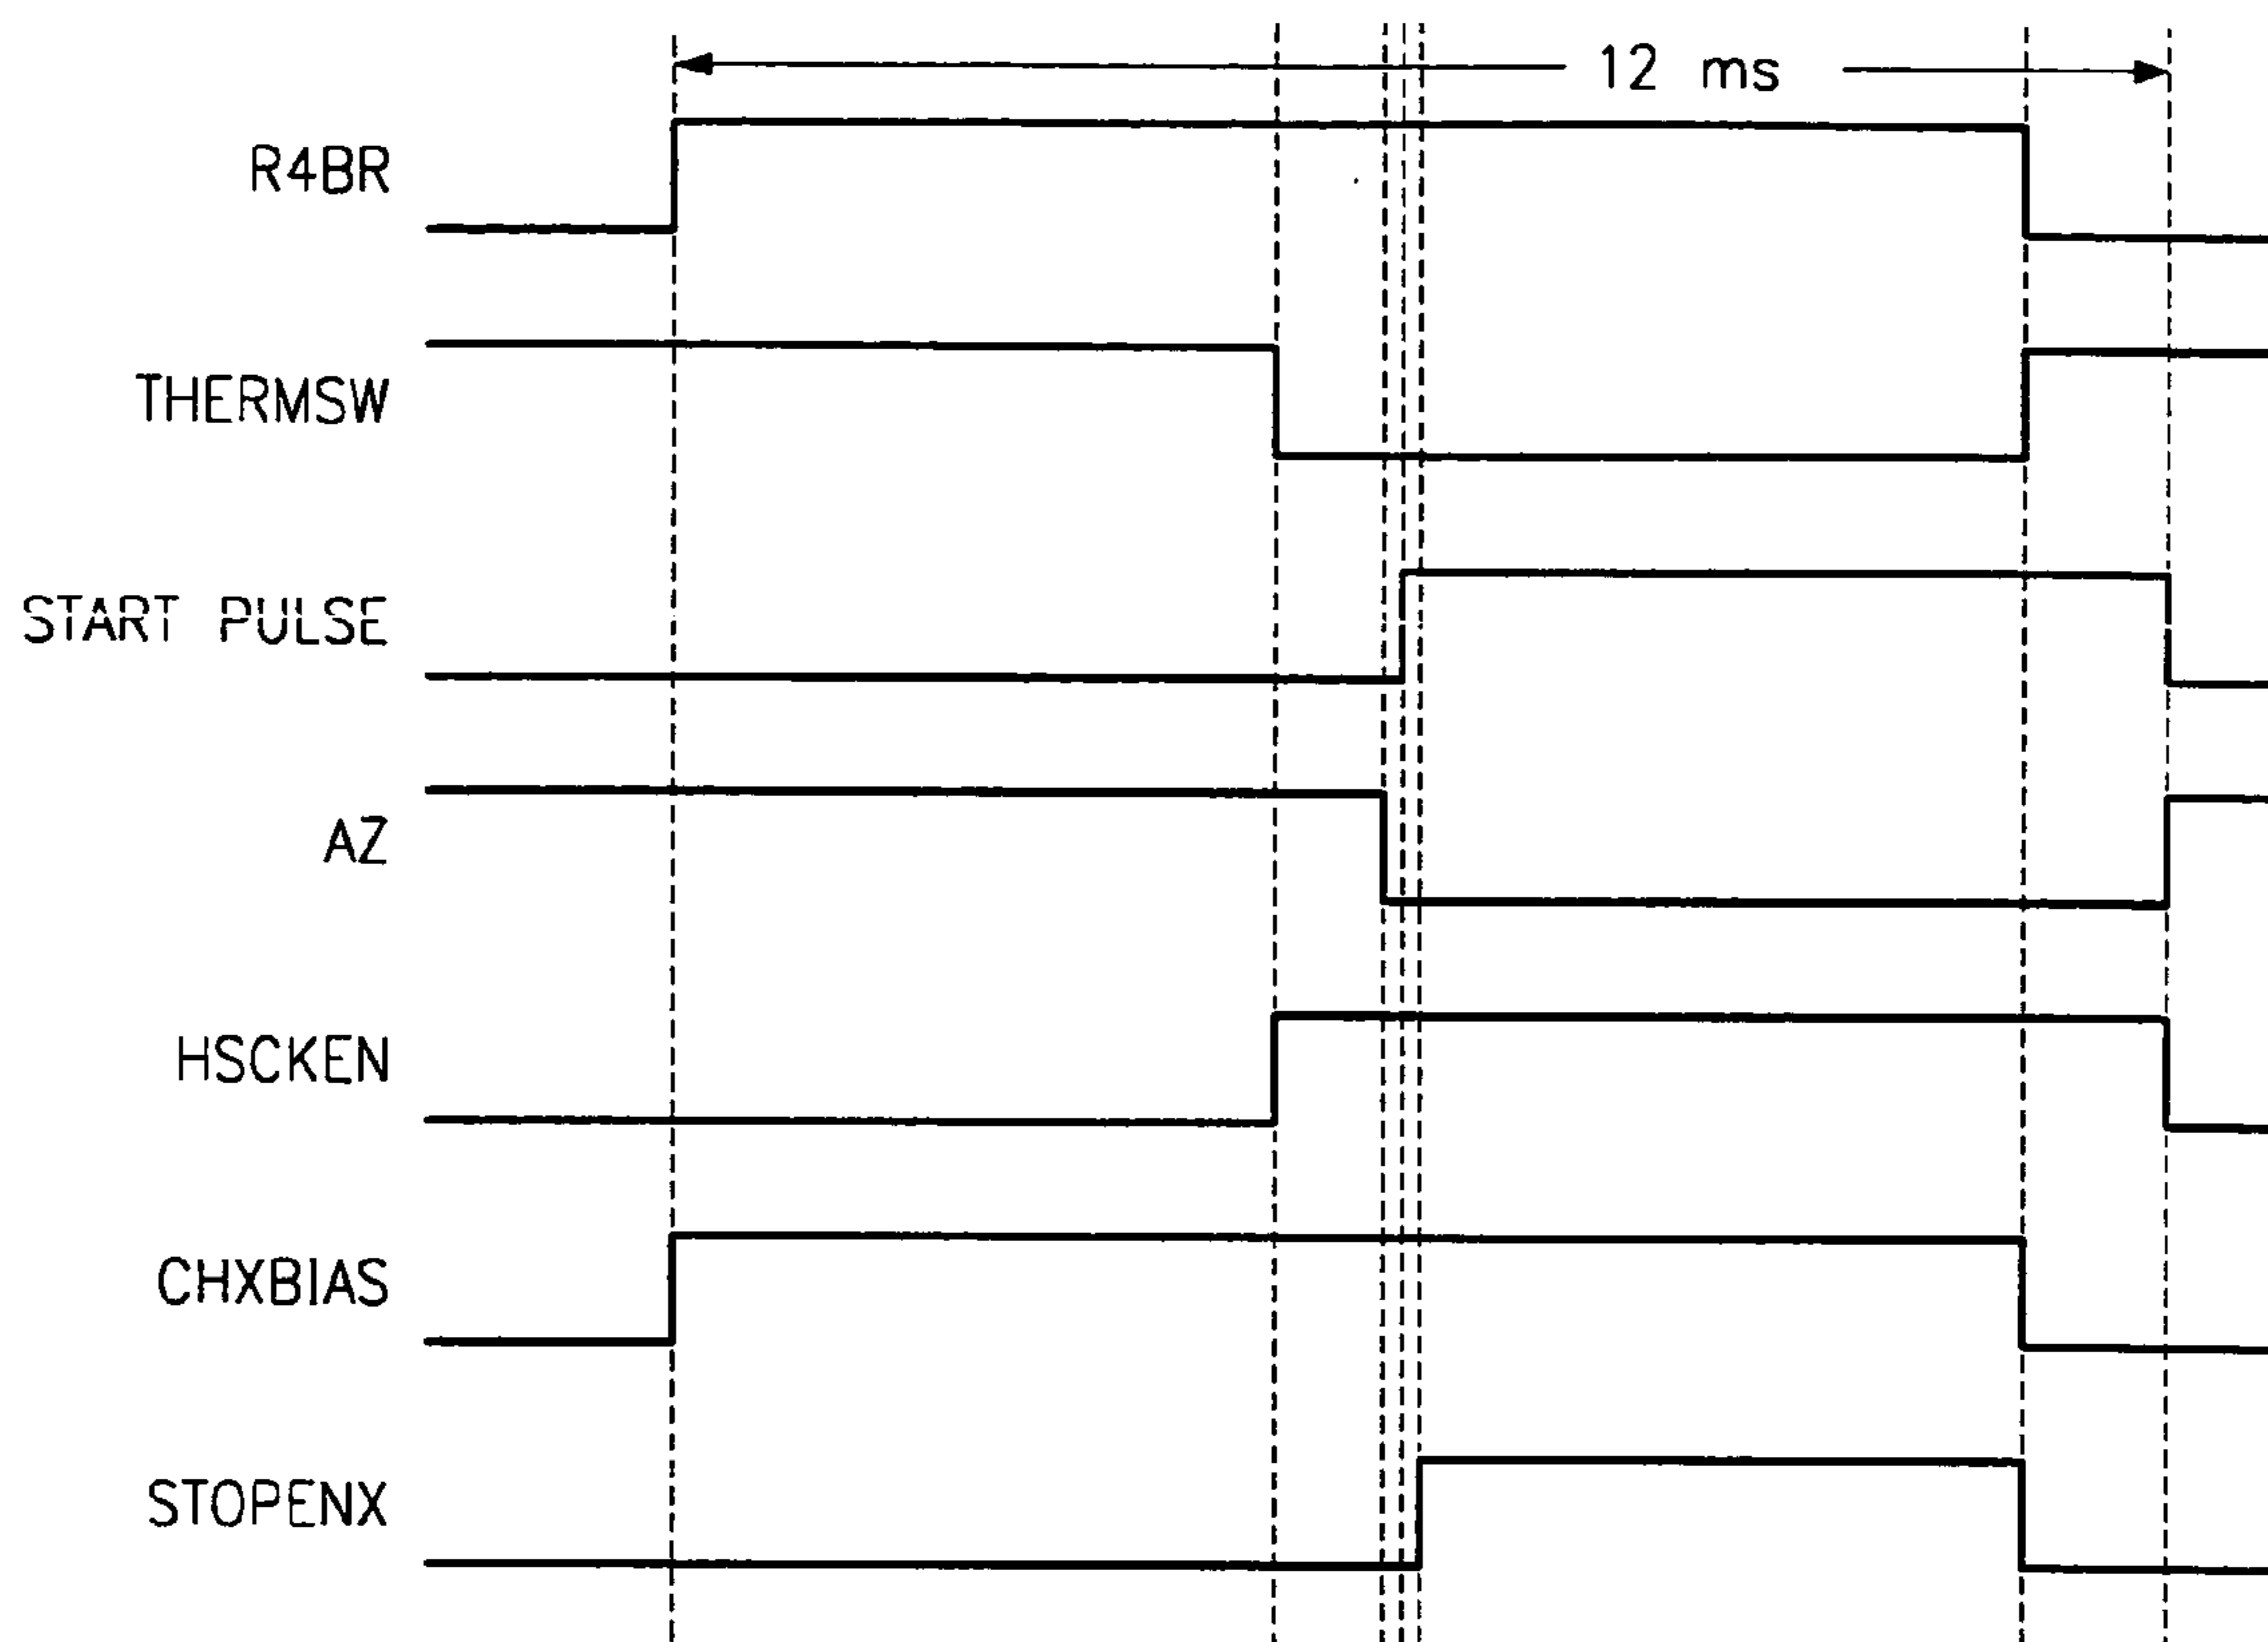 12 ms
R4BR
THERMSW
START PULSE
AZ
HSCKEN
CHXBIAS
STOPENX